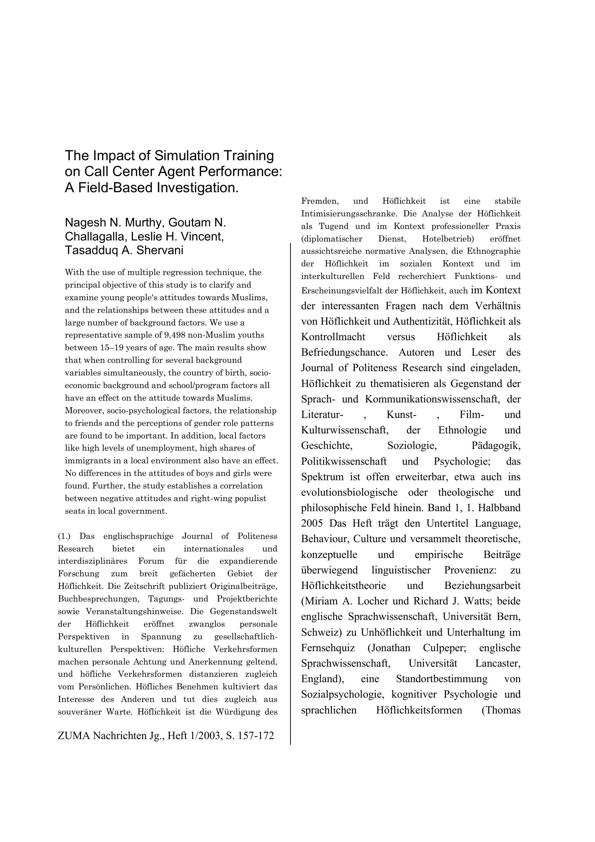 The Impact of Simulation Training
on Call Center Agent Performance:
A Field-Based Investigation.
Nagesh N. Murthy, Goutam N.
Challagalla, Leslie H. Vincent,
Tasadduq A. Shervani
With the use of multiple regression technique, the
principal objective of this study is to clarify and
examine young people's attitudes towards Muslims,
and the relationships between these attitudes and a
large number of background factors. We use a
representative sample of 9,498 non-Muslim youths
between 15–19 years of age. The main results show
that when controlling for several background
variables simultaneously, the country of birth, socio-
economic background and school/program factors all
have an effect on the attitude towards Muslims.
Moreover, socio-psychological factors, the relationship
to friends and the perceptions of gender role patterns
are found to be important. In addition, local factors
like high levels of unemployment, high shares of
immigrants in a local environment also have an effect.
No differences in the attitudes of boys and girls were
found. Further, the study establishes a correlation
between negative attitudes and right-wing populist
seats in local government.
(1.) Das englischsprachige Journal of Politeness
Research bietet ein internationales und
interdisziplinäres Forum für die expandierende
Forschung zum breit gefächerten Gebiet der
Höflichkeit. Die Zeitschrift publiziert Originalbeiträge,
Buchbesprechungen, Tagungs- und Projektberichte
sowie Veranstaltungshinweise. Die Gegenstandswelt
der Höflichkeit eröffnet zwanglos personale
Perspektiven in Spannung zu gesellschaftlich-
kulturellen Perspektiven: Höfliche Verkehrsformen
machen personale Achtung und Anerkennung geltend,
und höfliche Verkehrsformen distanzieren zugleich
vom Persönlichen. Höfliches Benehmen kultiviert das
Interesse des Anderen und tut dies zugleich aus
souveräner Warte. Höflichkeit ist die Würdigung des
ZUMA Nachrichten Jg., Heft 1/2003, S. 157-172
Fremden, und Höflichkeit ist eine stabile
Intimisierungsschranke. Die Analyse der Höflichkeit
als Tugend und im Kontext professioneller Praxis
(diplomatischer Dienst, Hotelbetrieb) eröffnet
aussichtsreiche normative Analysen, die Ethnographie
der Höflichkeit im sozialen Kontext und im
interkulturellen Feld recherchiert Funktions- und
Erscheinungsvielfalt der Höflichkeit, auch im Kontext
der interessanten Fragen nach dem Verhältnis
von Höflichkeit und Authentizität, Höflichkeit als
Kontrollmacht versus Höflichkeit als
Befriedungschance. Autoren und Leser des
Journal of Politeness Research sind eingeladen,
Höflichkeit zu thematisieren als Gegenstand der
Sprach- und Kommunikationswissenschaft, der
Literatur- , Kunst- , Film- und
Kulturwissenschaft, der Ethnologie und
Geschichte, Soziologie, Pädagogik,
Politikwissenschaft und Psychologie; das
Spektrum ist offen erweiterbar, etwa auch ins
evolutionsbiologische oder theologische und
philosophische Feld hinein. Band 1, 1. Halbband
2005 Das Heft trägt den Untertitel Language,
Behaviour, Culture und versammelt theoretische,
konzeptuelle und empirische Beiträge
überwiegend linguistischer Provenienz: zu
Höflichkeitstheorie und Beziehungsarbeit
(Miriam A. Locher und Richard J. Watts; beide
englische Sprachwissenschaft, Universität Bern,
Schweiz) zu Unhöflichkeit und Unterhaltung im
Fernsehquiz (Jonathan Culpeper; englische
Sprachwissenschaft, Universität Lancaster,
England), eine Standortbestimmung von
Sozialpsychologie, kognitiver Psychologie und
sprachlichen Höflichkeitsformen (Thomas